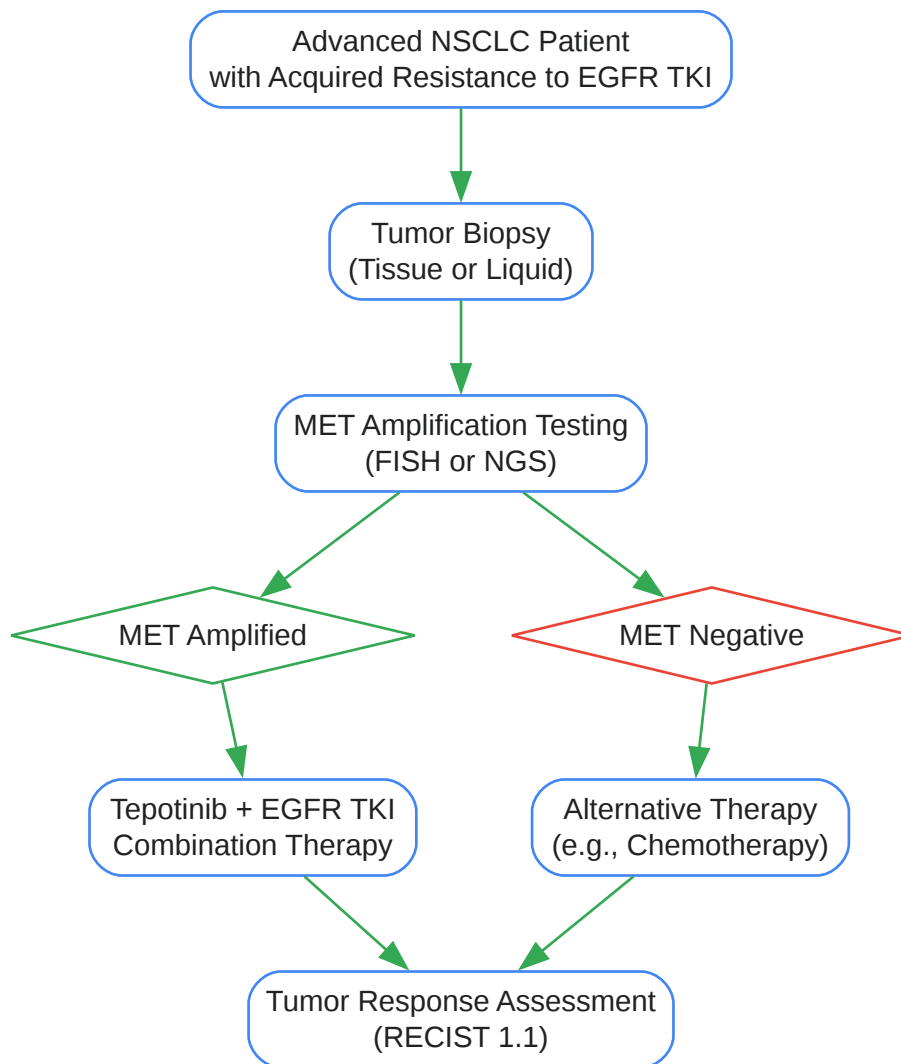 Advanced NSCLC Patient
with Acquired Resistance to EGFR TKI
Tumor Biopsy
(Tissue or Liquid)
MET Amplification Testing
(FISH or NGS)
MET Amplified
MET Negative
Tepotinib + EGFR TKI
Combination Therapy
Alternative Therapy
(e.g., Chemotherapy)
Tumor Response Assessment
(RECIST 1.1)